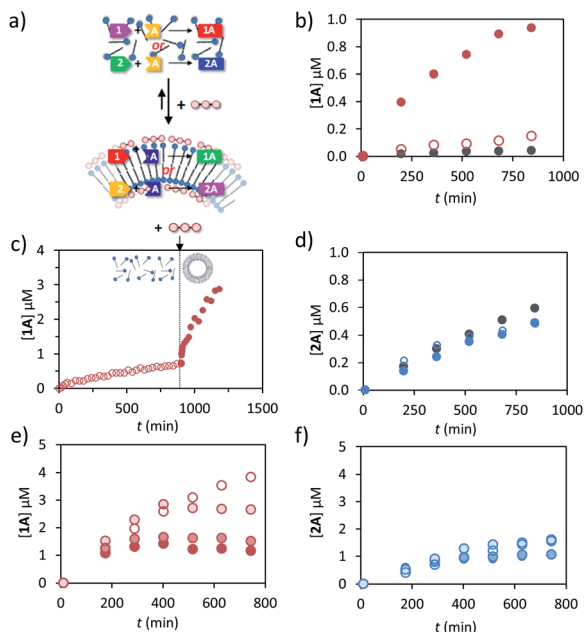 a)
1 + A 1A
or
2 + A 2A
+
1 + A 1A
or
2 + A 2A
+
b)
[1A] µM
1.0
0.8
0.6
0.4
0.2
0.0
0 250 500 750 1000
t (min)
c)
[1A] µM
4
3
2
1
0
0 500 1000 1500
t (min)
d)
[2A] µM
1.0
0.8
0.6
0.4
0.2
0.0
0 250 500 750 1000
t (min)
e)
[1A] µM
5
4
3
2
1
0
0 200 400 600 800
t (min)
f)
[2A] µM
5
4
3
2
1
0
0 200 400 600 800
t (min)